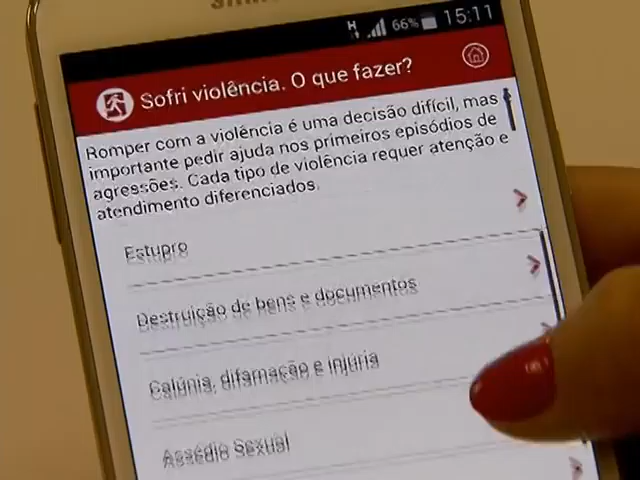 H 66% 15:11
Sofri violência. O que fazer?
Romper com a violência é uma decisão difícil, mas
importante pedir ajuda nos primeiros episódios de
agressões. Cada tipo de violência requer atenção e
atendimento diferenciados.
Estupro
Destruição de bens e documentos
Calúnia, difamação e injúria
Assédio Sexual